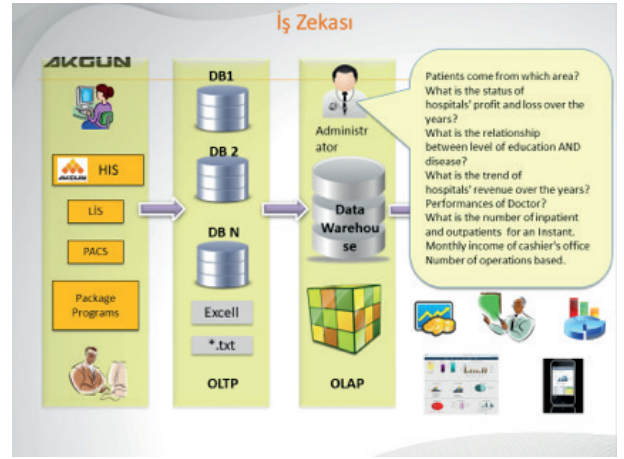 İş Zekası
AKGUN
HIS
AKGUN
LİS
PACS
Package
Programs
DB1
DB 2
DB N
Excell
*.txt
OLTP
Administr
ator
Data
Warehou
se
OLAP
Patients come from which area?
What is the status of
hospitals' profit and loss over the
years?
What is the relationship
between level of education AND
disease?
What is the trend of
hospitals' revenue over the years?
Performances of Doctor?
What is the number of inpatient
and outpatients for an Instant.
Monthly income of cashier's office
Number of operations based.